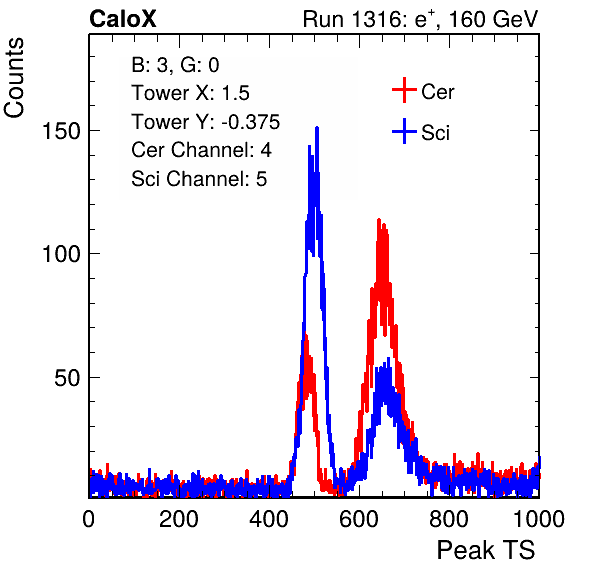 CaloX Run 1316: e⁺, 160 GeV
Counts
B: 3, G: 0
Tower X: 1.5
Tower Y: -0.375
Cer Channel: 4
Sci Channel: 5
Cer
Sci
150
100
50
0 200 400 600 800 1000
Peak TS